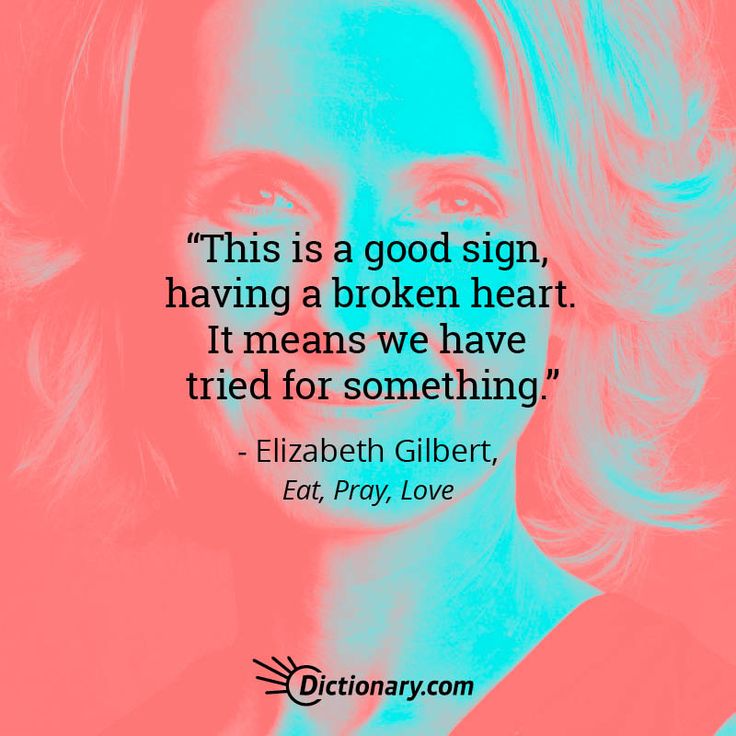 “This is a good sign,
having a broken heart.
It means we have
tried for something.”
- Elizabeth Gilbert,
Eat, Pray, Love
Dictionary.com